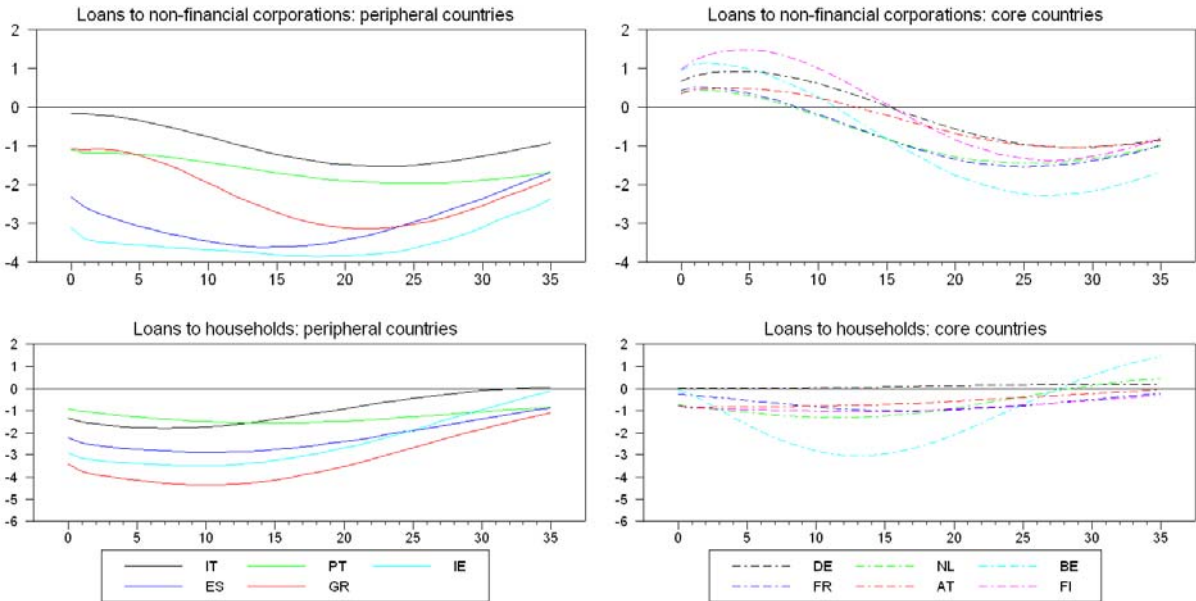 Loans to non-financial corporations: peripheral countries
2
1
0
-1
-2
-3
-4
0 5 10 15 20 25 30 35
Loans to non-financial corporations: core countries
2
1
0
-1
-2
-3
-4
0 5 10 15 20 25 30 35
Loans to households: peripheral countries
2
1
0
-1
-2
-3
-4
-5
-6
0 5 10 15 20 25 30 35
IT PT IE
ES GR
Loans to households: core countries
2
1
0
-1
-2
-3
-4
-5
-6
0 5 10 15 20 25 30 35
DE NL BE
FR AT FI